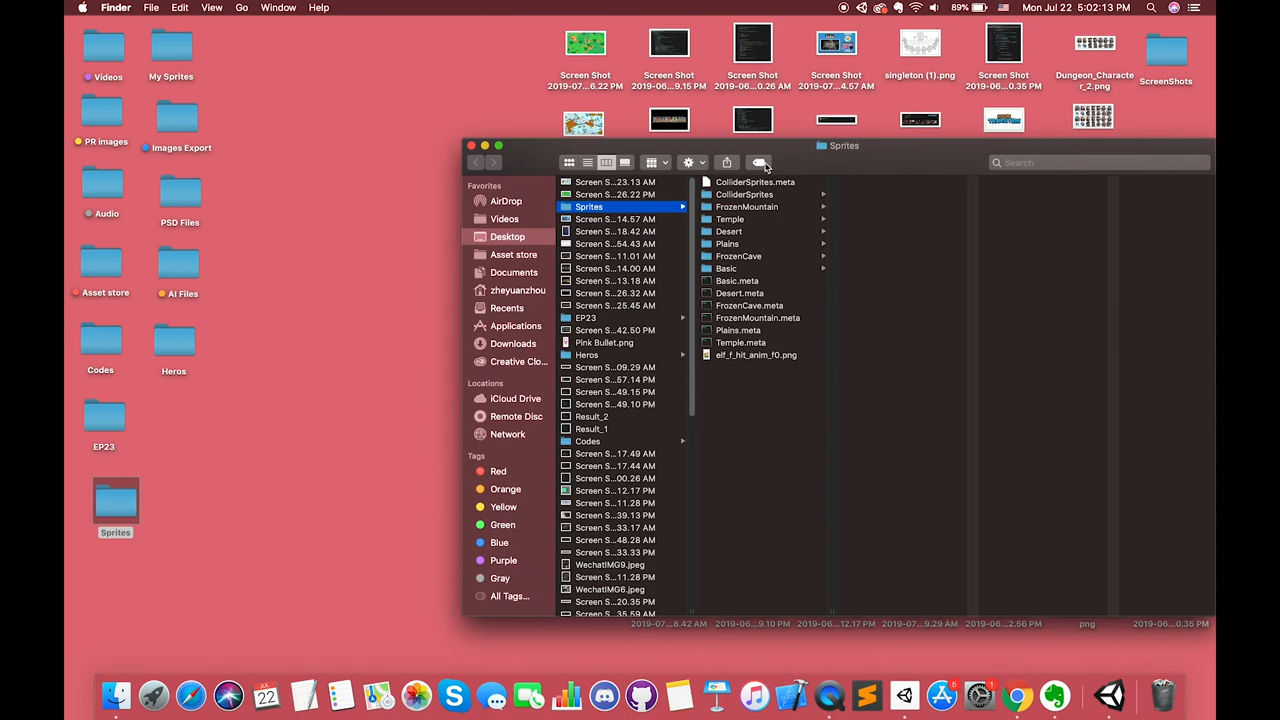 Finder File Edit View Go Window Help
89% Mon Jul 22 5:02:13 PM
Videos
My Sprites
PR images
Images Export
Audio
PSD Files
Asset store
AI Files
Codes
Heros
EP23
Sprites
Screen Shot
2019-07...6.22 PM
Screen Shot
2019-06...9.15 PM
Screen Shot
2019-06...0.26 AM
Screen Shot
2019-07...4.57 AM
singleton (1).png
Screen Shot
2019-06...0.35 PM
Dungeon_Characte
r_2.png
ScreenShots
Sprites
Search
Favorites
AirDrop
Videos
Desktop
Asset store
Documents
zheyuanzhou
Recents
Applications
Downloads
Creative Clo...
Locations
iCloud Drive
Remote Disc
Network
Tags
Red
Orange
Yellow
Green
Blue
Purple
Gray
All Tags...
Screen S...23.13 AM
Screen S...26.22 PM
Sprites
Screen S...14.57 AM
Screen S...18.42 AM
Screen S...54.43 AM
Screen S...11.01 AM
Screen S...14.00 AM
Screen S...13.18 AM
Screen S...26.32 AM
Screen S...25.45 AM
EP23
Screen S...42.50 PM
Pink Bullet.png
Heros
Screen S...09.29 AM
Screen S...57.14 PM
Screen S...49.15 PM
Screen S...49.10 PM
Result_2
Result_1
Codes
Screen S...17.49 AM
Screen S...17.44 AM
Screen S...00.26 AM
Screen S...12.17 PM
Screen S...11.28 PM
Screen S...39.13 PM
Screen S...33.17 AM
Screen S...48.28 AM
Screen S...33.33 PM
WechatIMG9.jpeg
Screen S...11.28 PM
WechatIMG6.jpeg
Screen S...20.35 PM
Screen S...35.59 AM
ColliderSprites.meta
ColliderSprites
FrozenMountain
Temple
Desert
Plains
FrozenCave
Basic
Basic.meta
Desert.meta
FrozenCave.meta
FrozenMountain.meta
Plains.meta
Temple.meta
elf_f_hit_anim_f0.png
2019-07...8.42 AM
2019-06...9.10 PM
2019-06...12.17 PM
2019-07...9.29 AM
2019-06...2.56 PM
png
2019-06...0.35 PM